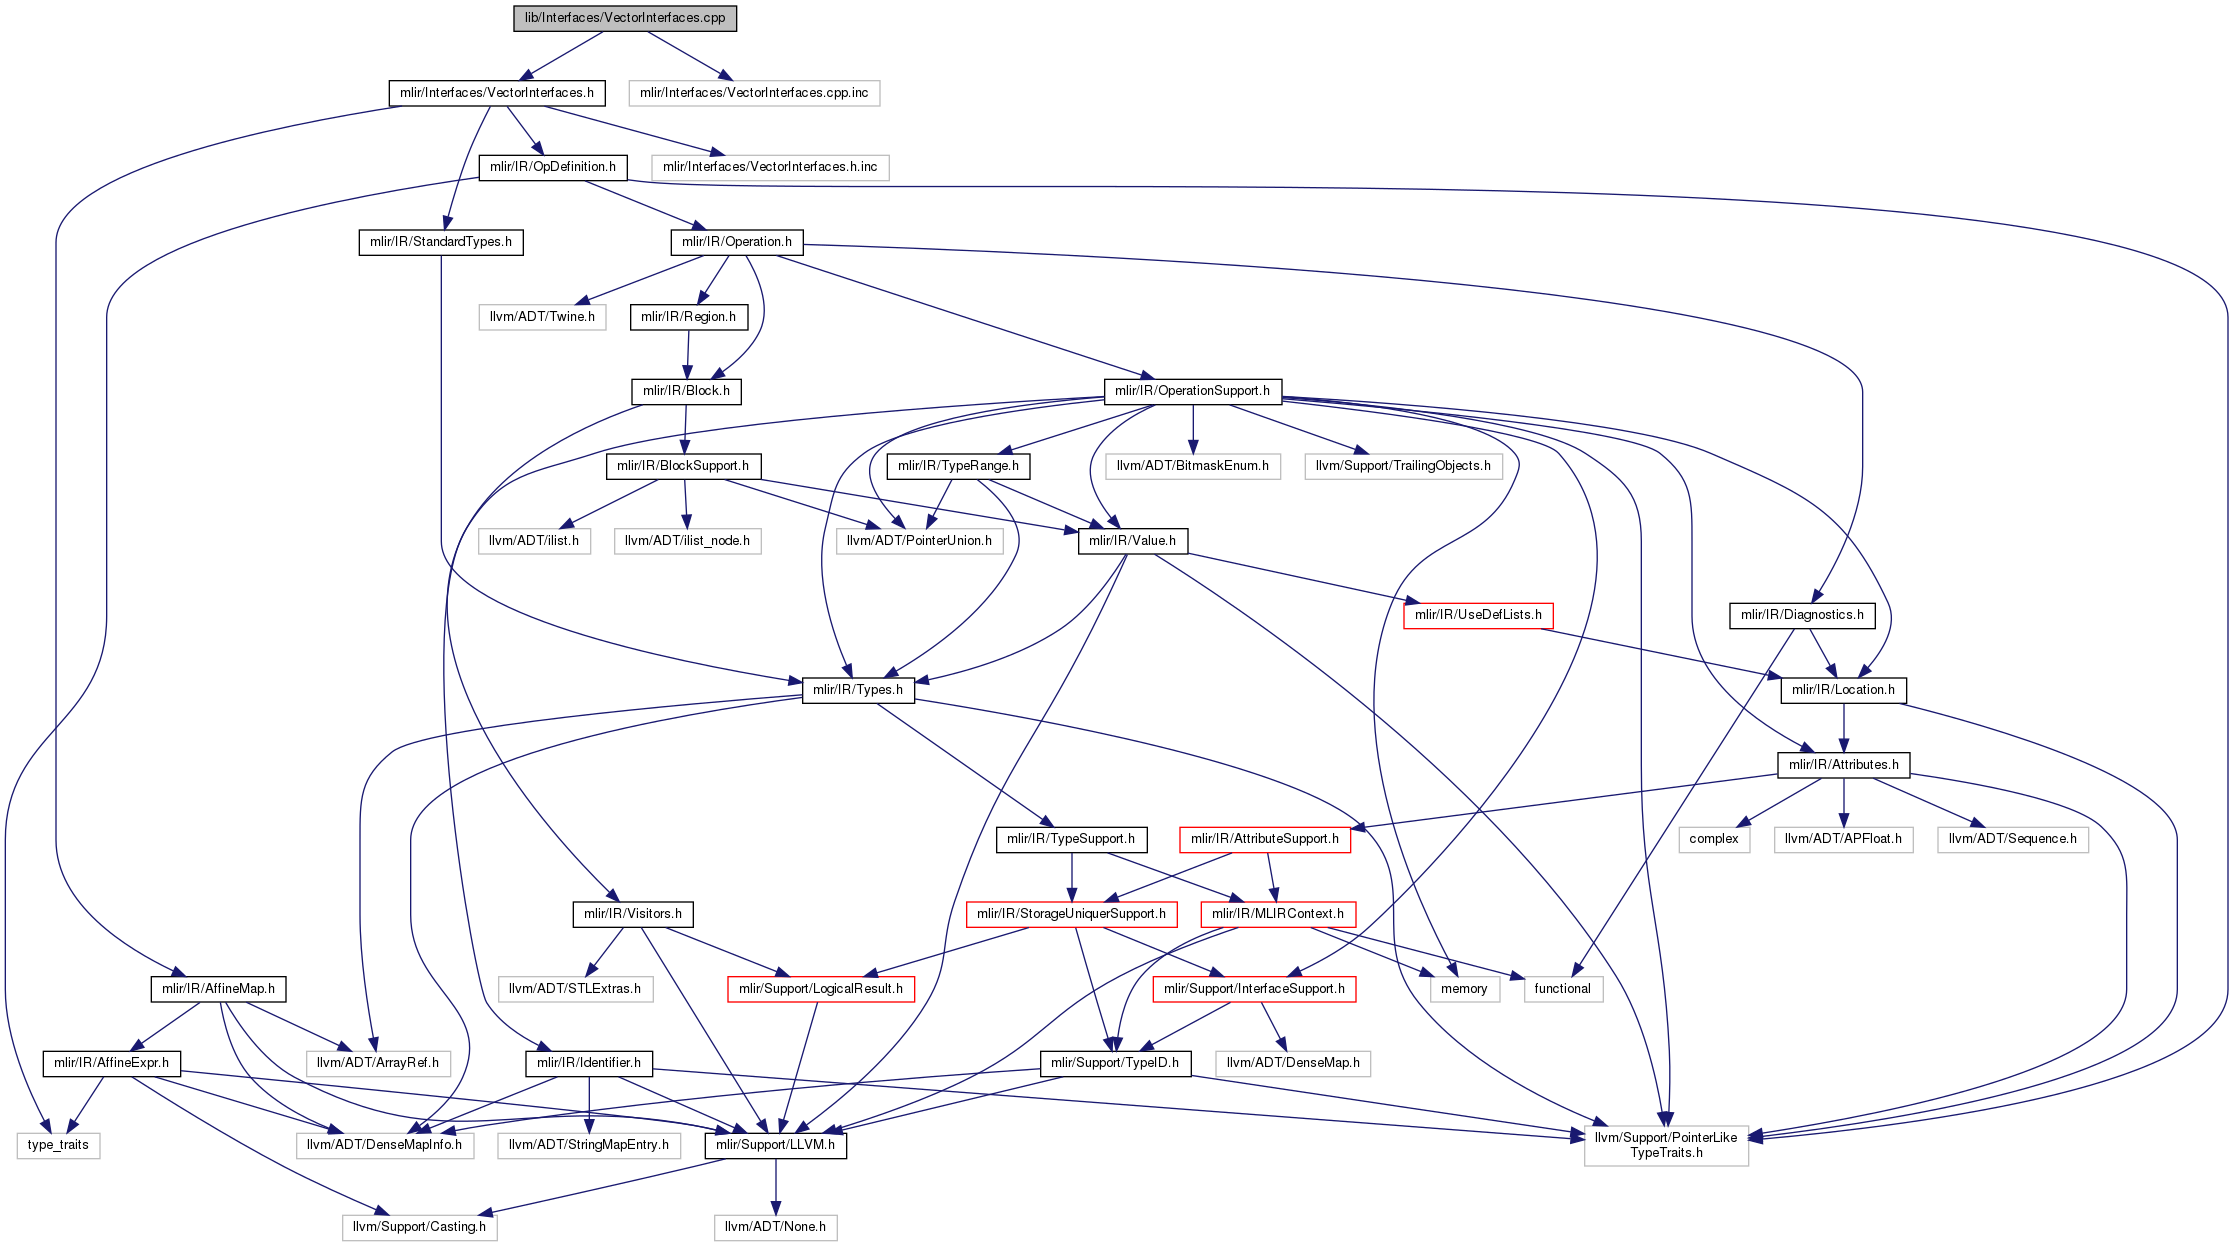 lib/Interfaces/VectorInterfaces.cpp
mlir/Interfaces/VectorInterfaces.h
mlir/Interfaces/VectorInterfaces.cpp.inc
mlir/IR/OpDefinition.h
mlir/Interfaces/VectorInterfaces.h.inc
mlir/IR/StandardTypes.h
mlir/IR/Operation.h
llvm/ADT/Twine.h
mlir/IR/Region.h
mlir/IR/Block.h
mlir/IR/OperationSupport.h
mlir/IR/BlockSupport.h
mlir/IR/TypeRange.h
llvm/ADT/BitmaskEnum.h
llvm/Support/TrailingObjects.h
llvm/ADT/ilist.h
llvm/ADT/ilist_node.h
llvm/ADT/PointerUnion.h
mlir/IR/Value.h
mlir/IR/UseDefLists.h
mlir/IR/Diagnostics.h
mlir/IR/Types.h
mlir/IR/Location.h
mlir/IR/Attributes.h
mlir/IR/TypeSupport.h
mlir/IR/AttributeSupport.h
complex
llvm/ADT/APFloat.h
llvm/ADT/Sequence.h
mlir/IR/Visitors.h
mlir/IR/StorageUniquerSupport.h
mlir/IR/MLIRContext.h
mlir/IR/AffineMap.h
llvm/ADT/STLExtras.h
mlir/Support/LogicalResult.h
mlir/Support/InterfaceSupport.h
memory
functional
mlir/IR/AffineExpr.h
llvm/ADT/ArrayRef.h
mlir/IR/Identifier.h
mlir/Support/TypeID.h
llvm/ADT/DenseMap.h
type_traits
llvm/ADT/DenseMapInfo.h
llvm/ADT/StringMapEntry.h
mlir/Support/LLVM.h
llvm/Support/PointerLike
TypeTraits.h
llvm/Support/Casting.h
llvm/ADT/None.h